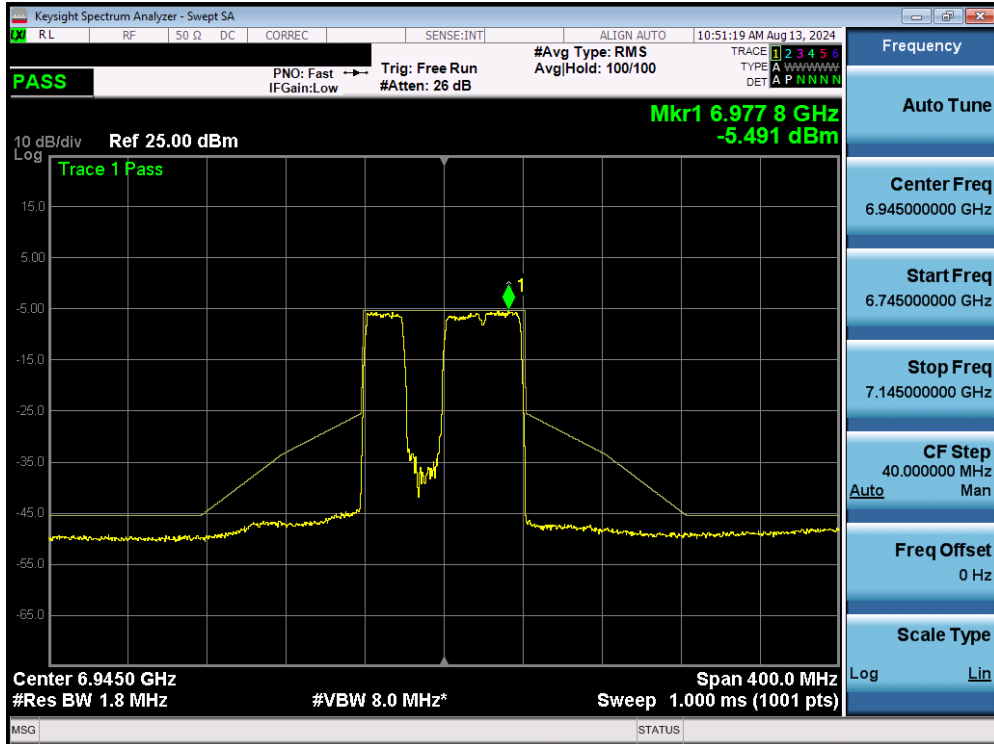 Keysight Spectrum Analyzer - Swept SA
LXI RL RF 50 Ω DC CORREC SENSE:INT ALIGN AUTO 10:51:19 AM Aug 13, 2024
PASS
PNO: Fast
IFGain:Low
Trig: Free Run
#Atten: 26 dB
#Avg Type: RMS
Avg|Hold: 100/100
TRACE 1 2 3 4 5 6
TYPE A W W W W W
DET A P N N N N
Mkr1 6.977 8 GHz
-5.491 dBm
10 dB/div Ref 25.00 dBm
Log
Trace 1 Pass
1
15.0
5.00
-5.00
-15.0
-25.0
-35.0
-45.0
-55.0
-65.0
Center 6.9450 GHz Span 400.0 MHz
#Res BW 1.8 MHz #VBW 8.0 MHz* Sweep 1.000 ms (1001 pts)
MSG STATUS
Frequency
Auto Tune
Center Freq
6.945000000 GHz
Start Freq
6.745000000 GHz
Stop Freq
7.145000000 GHz
CF Step
40.000000 MHz
Auto Man
Freq Offset
0 Hz
Scale Type
Log Lin